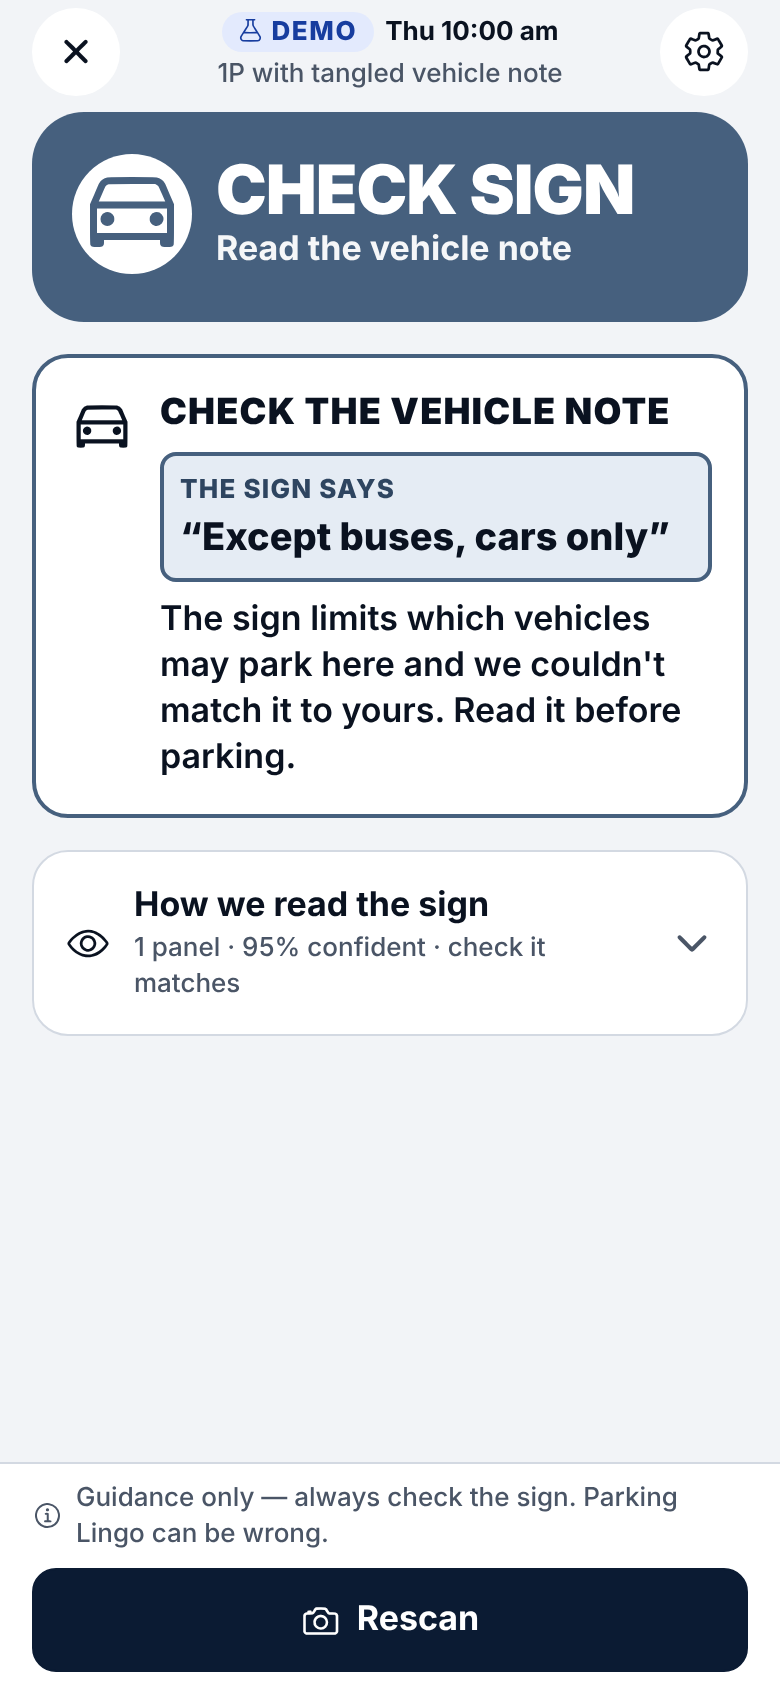 DEMO Thu 10:00 am
1P with tangled vehicle note
CHECK SIGN
Read the vehicle note
CHECK THE VEHICLE NOTE
THE SIGN SAYS
“Except buses, cars only”
The sign limits which vehicles
may park here and we couldn't
match it to yours. Read it before
parking.
How we read the sign
1 panel · 95% confident · check it
matches
Guidance only — always check the sign. Parking
Lingo can be wrong.
Rescan